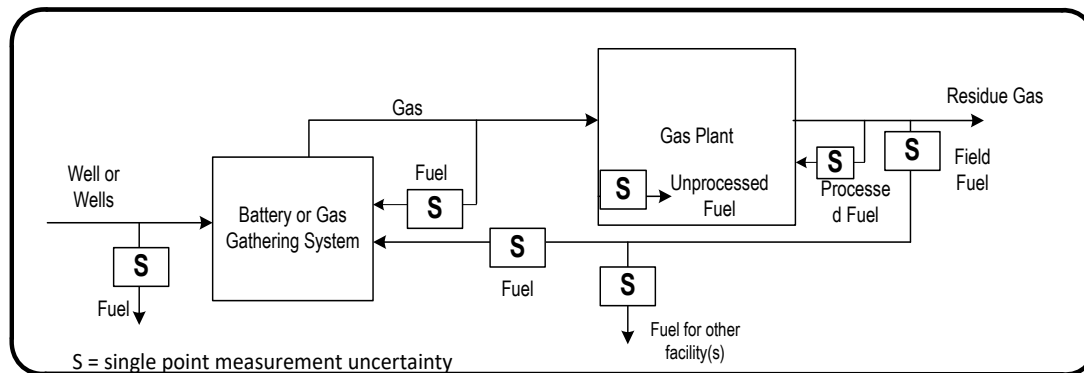 Residue Gas
Gas
Gas Plant
S
Field
Fuel
Well or
Wells
Fuel
S
S
Unprocessed
Fuel
S
Processe
d Fuel
Battery or Gas
Gathering System
S
Fuel
S
Fuel
S
Fuel for other
facility(s)
S = single point measurement uncertainty